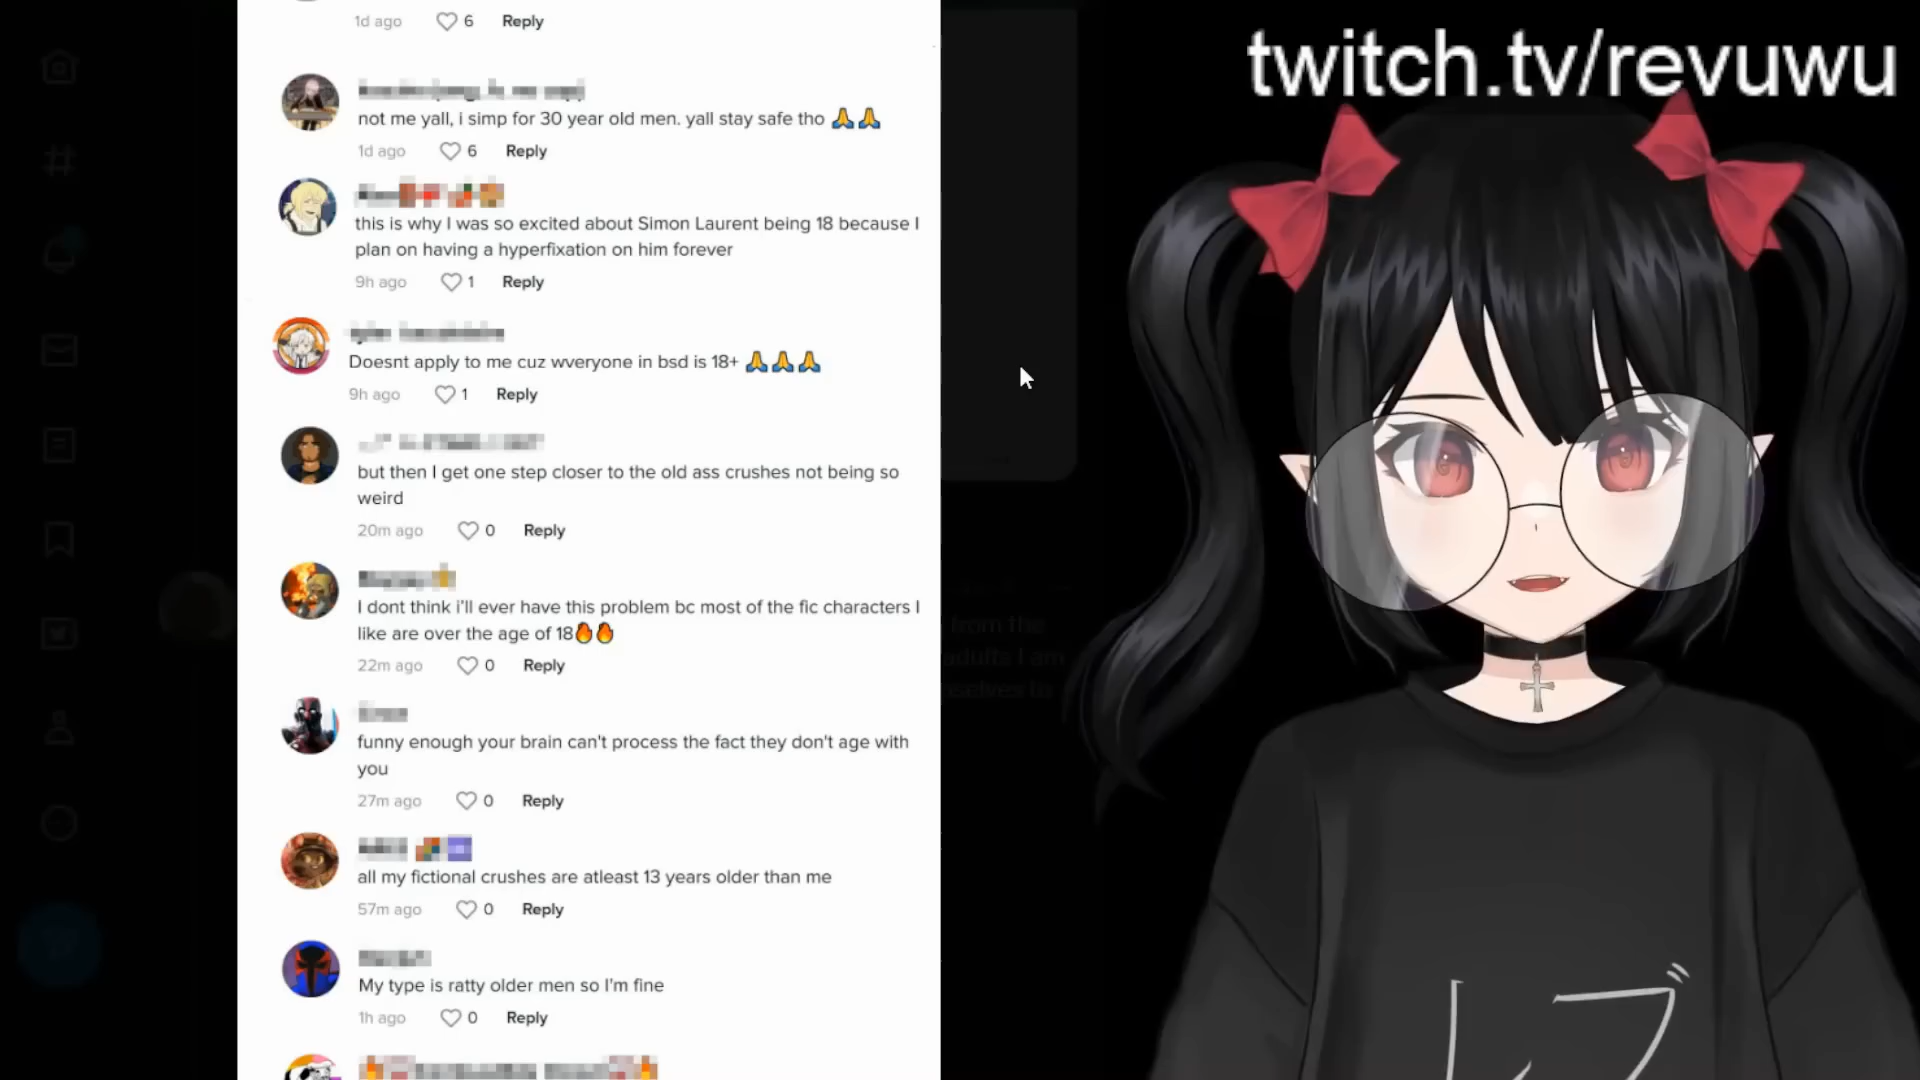 twitch.tv/revuwu
1d ago 6 Reply
not me yall, i simp for 30 year old men. yall stay safe tho 🙏🙏
1d ago 6 Reply
this is why I was so excited about Simon Laurent being 18 because I
plan on having a hyperfixation on him forever
9h ago 1 Reply
Doesnt apply to me cuz wveryone in bsd is 18+ 🙏🙏🙏
9h ago 1 Reply
but then I get one step closer to the old ass crushes not being so
weird
20m ago 0 Reply
I dont think i'll ever have this problem bc most of the fic characters I
like are over the age of 18🔥🔥
22m ago 0 Reply
funny enough your brain can't process the fact they don't age with
you
27m ago 0 Reply
all my fictional crushes are atleast 13 years older than me
57m ago 0 Reply
My type is ratty older men so I'm fine
1h ago 0 Reply
from the
adults I am
レブ